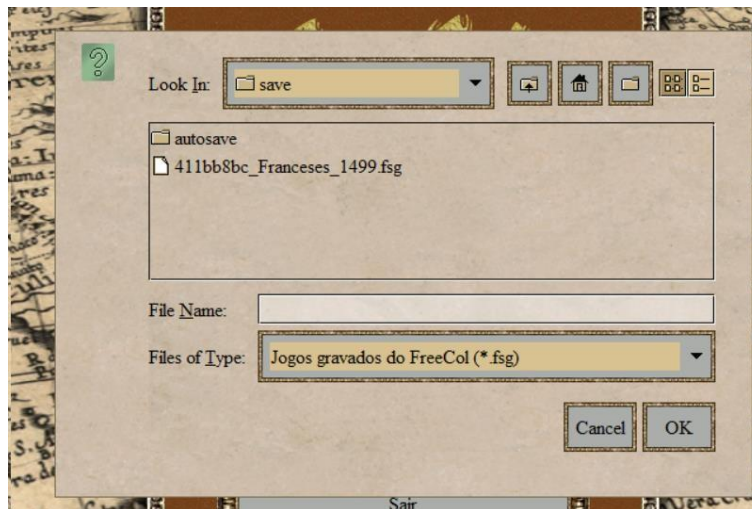 Look In: save
autosave
411bb8bc_Franceses_1499.fsg
File Name:
Files of Type: Jogos gravados do FreeCol (*.fsg)
Cancel OK
Sair